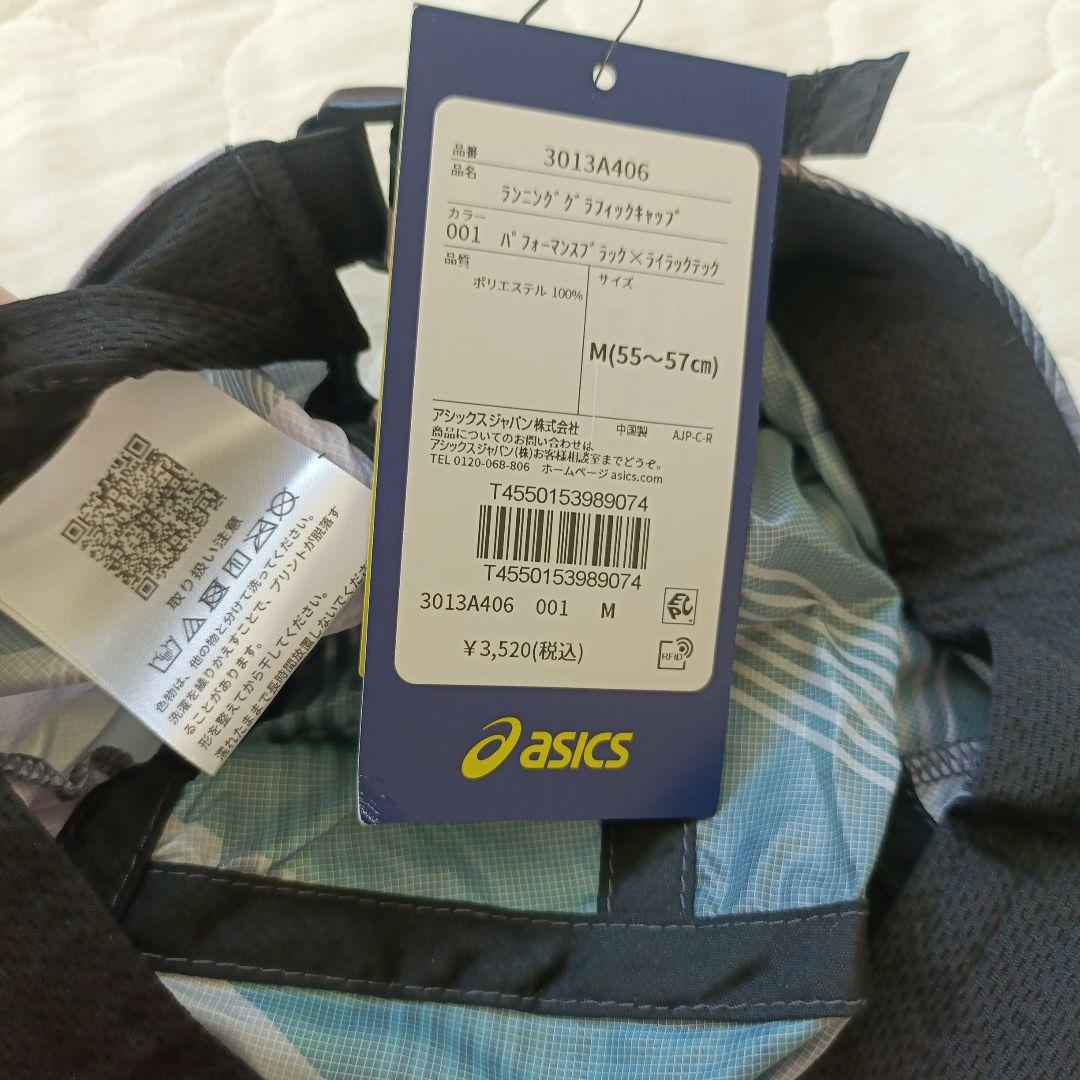 品番 3013A406
品名 ﾗﾝﾆﾝｸﾞｸﾞﾗﾌｨｯｸｷｬｯﾌﾟ
カラー
001 ﾊﾟﾌｫｰﾏﾝｽﾌﾞﾗｯｸ×ﾗｲﾗｯｸﾃｯｸ
品質
ポリエステル 100%
サイズ
M(55～57㎝)
アシックスジャパン株式会社 中国製 AJP-C-R
商品についてのお問い合わせは
アシックスジャパン(株)お客様相談室までどうぞ。
TEL 0120-068-806 ホームページ asics.com
T4550153989074
T4550153989074
3013A406 001 M
￥3,520(税込)
RFID
asics
取り扱い注意
色物は、他の物と分けて洗ってください。
洗濯を繰りかえすことで、プリントが脱落す
ることがあります。
形を整えてから干してください。
濡れたままで長時間放置しないでくだ